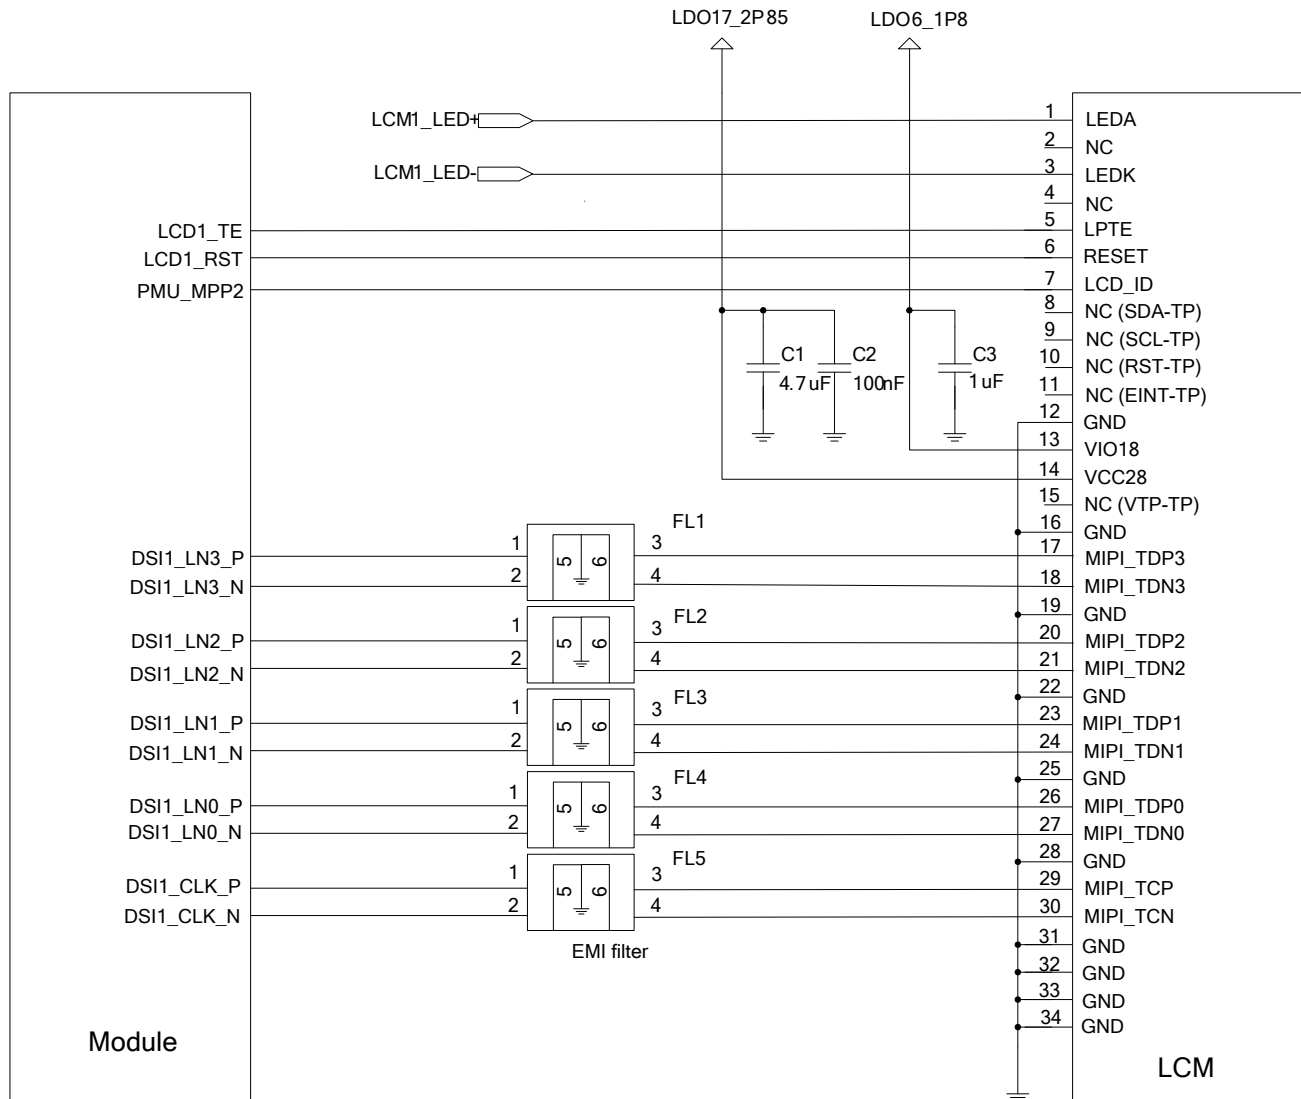 LDO17_2P85
LDO6_1P8
LCM1_LED+
LCM1_LED-
LCD1_TE
LCD1_RST
PMU_MPP2
C1
4.7uF
C2
100nF
C3
1uF
1 LEDA
2 NC
3 LEDK
4 NC
5 LPTE
6 RESET
7 LCD_ID
8 NC (SDA-TP)
9 NC (SCL-TP)
10 NC (RST-TP)
11 NC (EINT-TP)
12 GND
13 VIO18
14 VCC28
15 NC (VTP-TP)
16 GND
17 MIPI_TDP3
18 MIPI_TDN3
19 GND
20 MIPI_TDP2
21 MIPI_TDN2
22 GND
23 MIPI_TDP1
24 MIPI_TDN1
25 GND
26 MIPI_TDP0
27 MIPI_TDN0
28 GND
29 MIPI_TCP
30 MIPI_TCN
31 GND
32 GND
33 GND
34 GND
FL1
DSI1_LN3_P 1 5 6 3
DSI1_LN3_N 2 4
FL2
DSI1_LN2_P 1 5 6 3
DSI1_LN2_N 2 4
FL3
DSI1_LN1_P 1 5 6 3
DSI1_LN1_N 2 4
FL4
DSI1_LN0_P 1 5 6 3
DSI1_LN0_N 2 4
FL5
DSI1_CLK_P 1 5 6 3
DSI1_CLK_N 2 4
EMI filter
Module
LCM